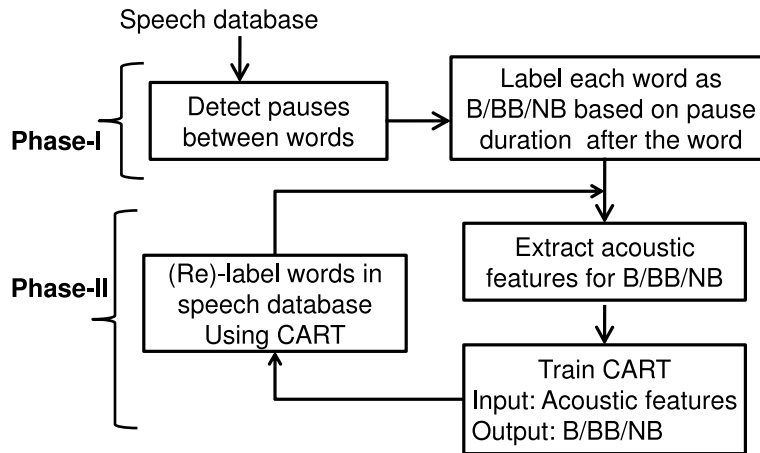 Speech database
Phase-I
Detect pauses
between words
Label each word as
B/BB/NB based on pause
duration after the word
Phase-II
(Re)-label words in
speech database
Using CART
Extract acoustic
features for B/BB/NB
Train CART
Input: Acoustic features
Output: B/BB/NB